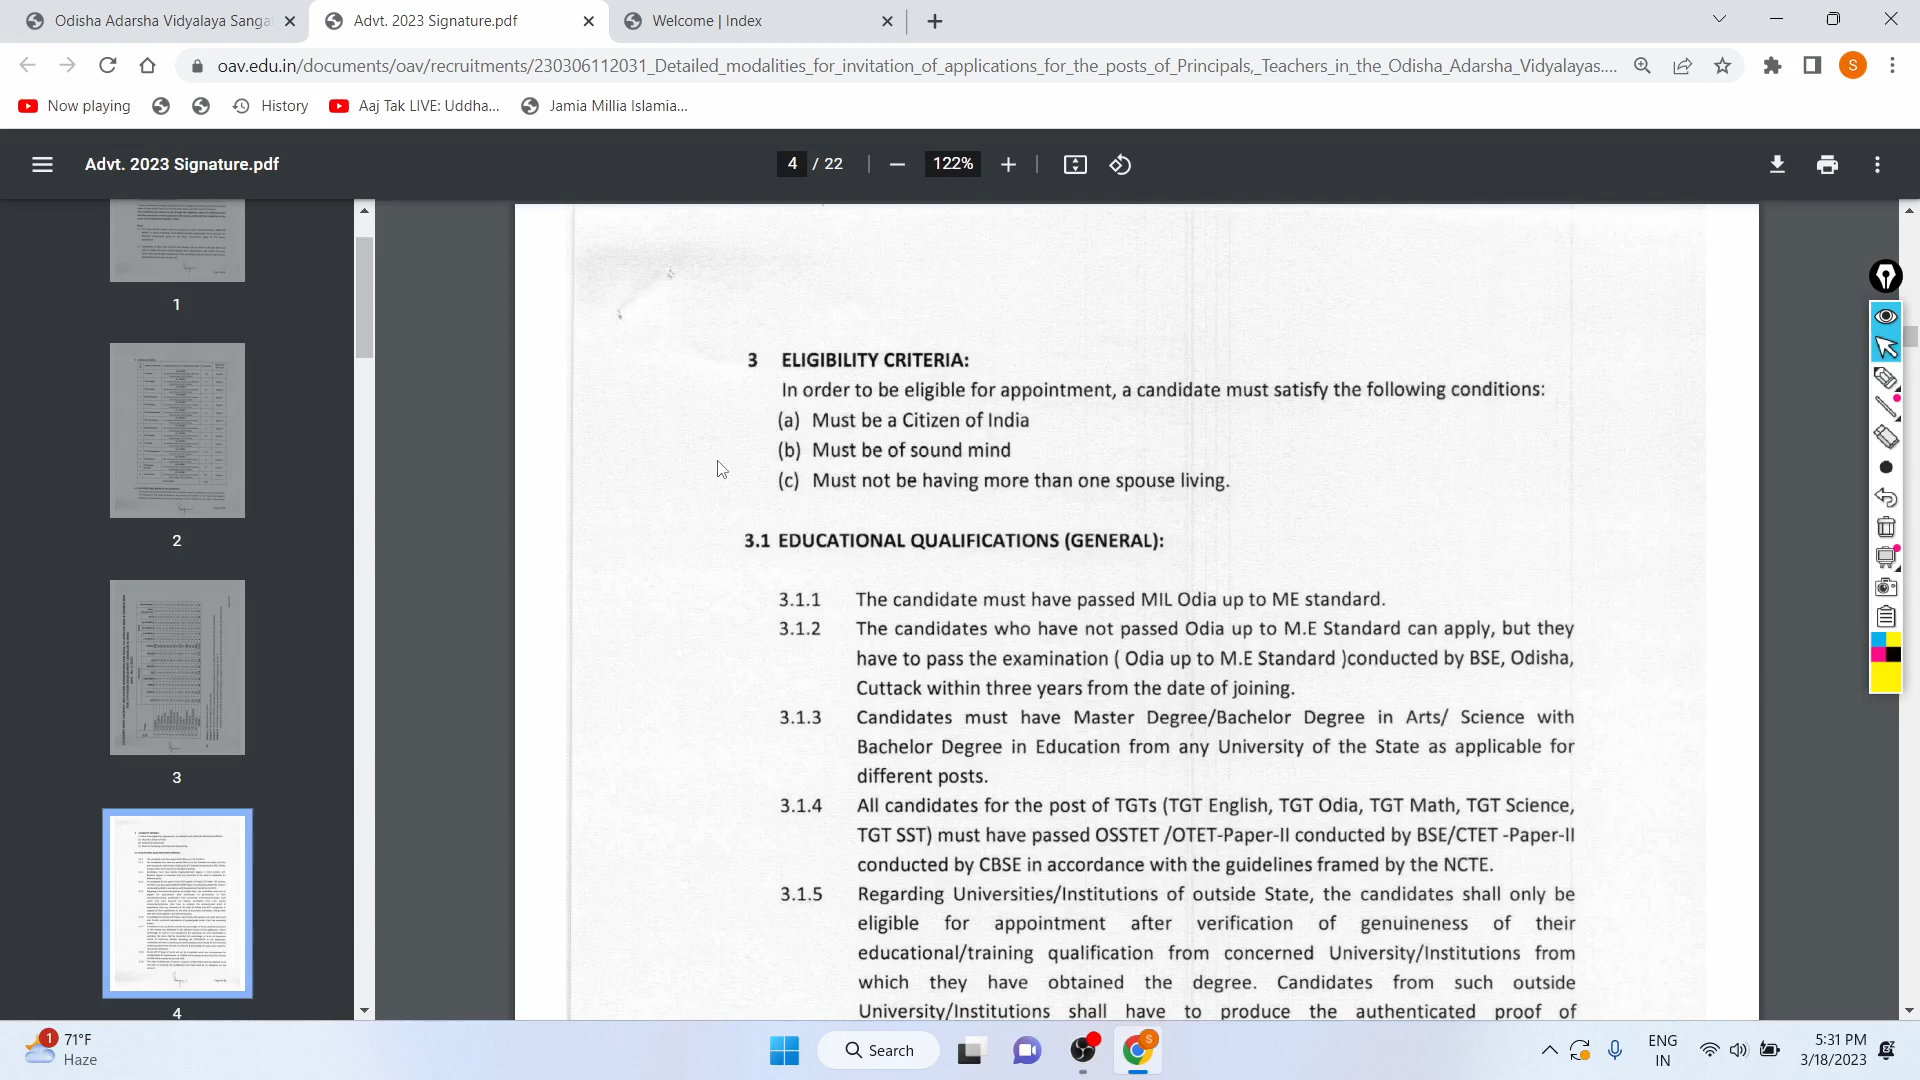 Odisha Adarsha Vidyalaya Sanga
Advt. 2023 Signature.pdf
Welcome | Index
oav.edu.in/documents/oav/recruitments/230306112031_Detailed_modalities_for_invitation_of_applications_for_the_posts_of_Principals,_Teachers_in_the_Odisha_Adarsha_Vidyalayas....
S
Now playing
History
Aaj Tak LIVE: Uddha...
Jamia Millia Islamia...
Advt. 2023 Signature.pdf
4 / 22
122%
1
2
3
4
3 ELIGIBILITY CRITERIA:
In order to be eligible for appointment, a candidate must satisfy the following conditions:
(a) Must be a Citizen of India
(b) Must be of sound mind
(c) Must not be having more than one spouse living.
3.1 EDUCATIONAL QUALIFICATIONS (GENERAL):
3.1.1 The candidate must have passed MIL Odia up to ME standard.
3.1.2 The candidates who have not passed Odia up to M.E Standard can apply, but they
have to pass the examination ( Odia up to M.E Standard )conducted by BSE, Odisha,
Cuttack within three years from the date of joining.
3.1.3 Candidates must have Master Degree/Bachelor Degree in Arts/ Science with
Bachelor Degree in Education from any University of the State as applicable for
different posts.
3.1.4 All candidates for the post of TGTs (TGT English, TGT Odia, TGT Math, TGT Science,
TGT SST) must have passed OSSTET /OTET-Paper-II conducted by BSE/CTET -Paper-II
conducted by CBSE in accordance with the guidelines framed by the NCTE.
3.1.5 Regarding Universities/Institutions of outside State, the candidates shall only be
eligible for appointment after verification of genuineness of their
educational/training qualification from concerned University/Institutions from
which they have obtained the degree. Candidates from such outside
University/Institutions shall have to produce the authenticated proof of
1
71°F
Haze
Search
S
ENG
IN
5:31 PM
3/18/2023